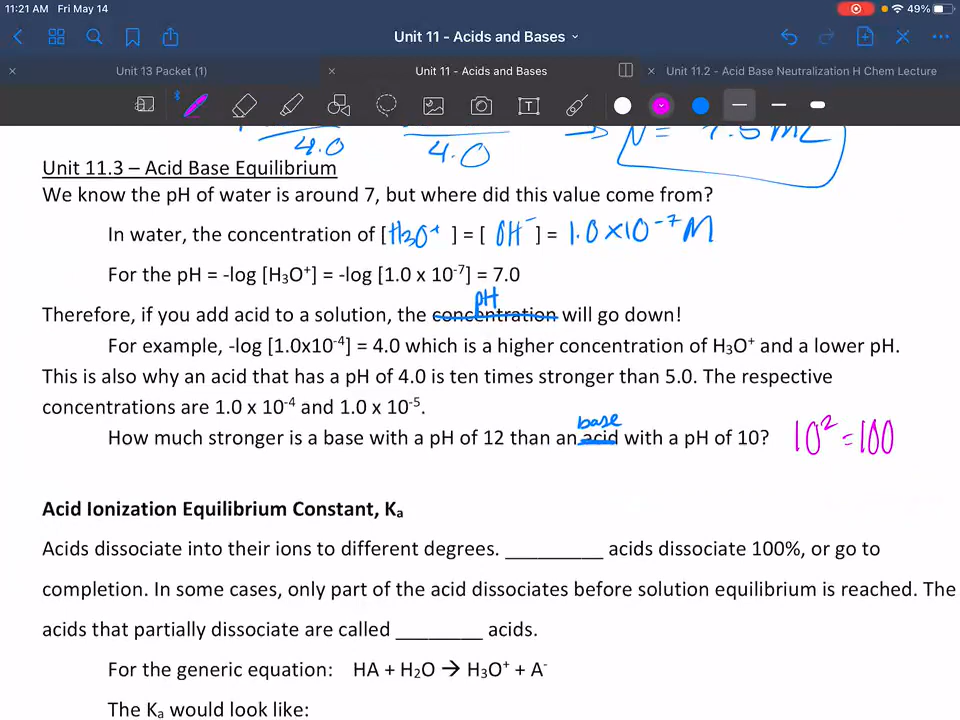 11:21 AM Fri May 14
49%
Unit 11 - Acids and Bases
Unit 13 Packet (1)
Unit 11 - Acids and Bases
Unit 11.2 - Acid Base Neutralization H Chem Lecture
4.0 4.0 → V = 7.5 mL
Unit 11.3 – Acid Base Equilibrium
We know the pH of water is around 7, but where did this value come from?
In water, the concentration of [H3O+ ] = [ OH- ] = 1.0 x 10-7 M
For the pH = -log [H₃O⁺] = -log [1.0 x 10⁻⁷] = 7.0
pH
Therefore, if you add acid to a solution, the concentration will go down!
For example, -log [1.0x10⁻⁴] = 4.0 which is a higher concentration of H₃O⁺ and a lower pH.
This is also why an acid that has a pH of 4.0 is ten times stronger than 5.0. The respective
concentrations are 1.0 x 10⁻⁴ and 1.0 x 10⁻⁵.
base
How much stronger is a base with a pH of 12 than an acid with a pH of 10? 10² = 100
Acid Ionization Equilibrium Constant, Kₐ
Acids dissociate into their ions to different degrees. _________ acids dissociate 100%, or go to
completion. In some cases, only part of the acid dissociates before solution equilibrium is reached. The
acids that partially dissociate are called ________ acids.
For the generic equation: HA + H₂O → H₃O⁺ + A⁻
The Kₐ would look like: